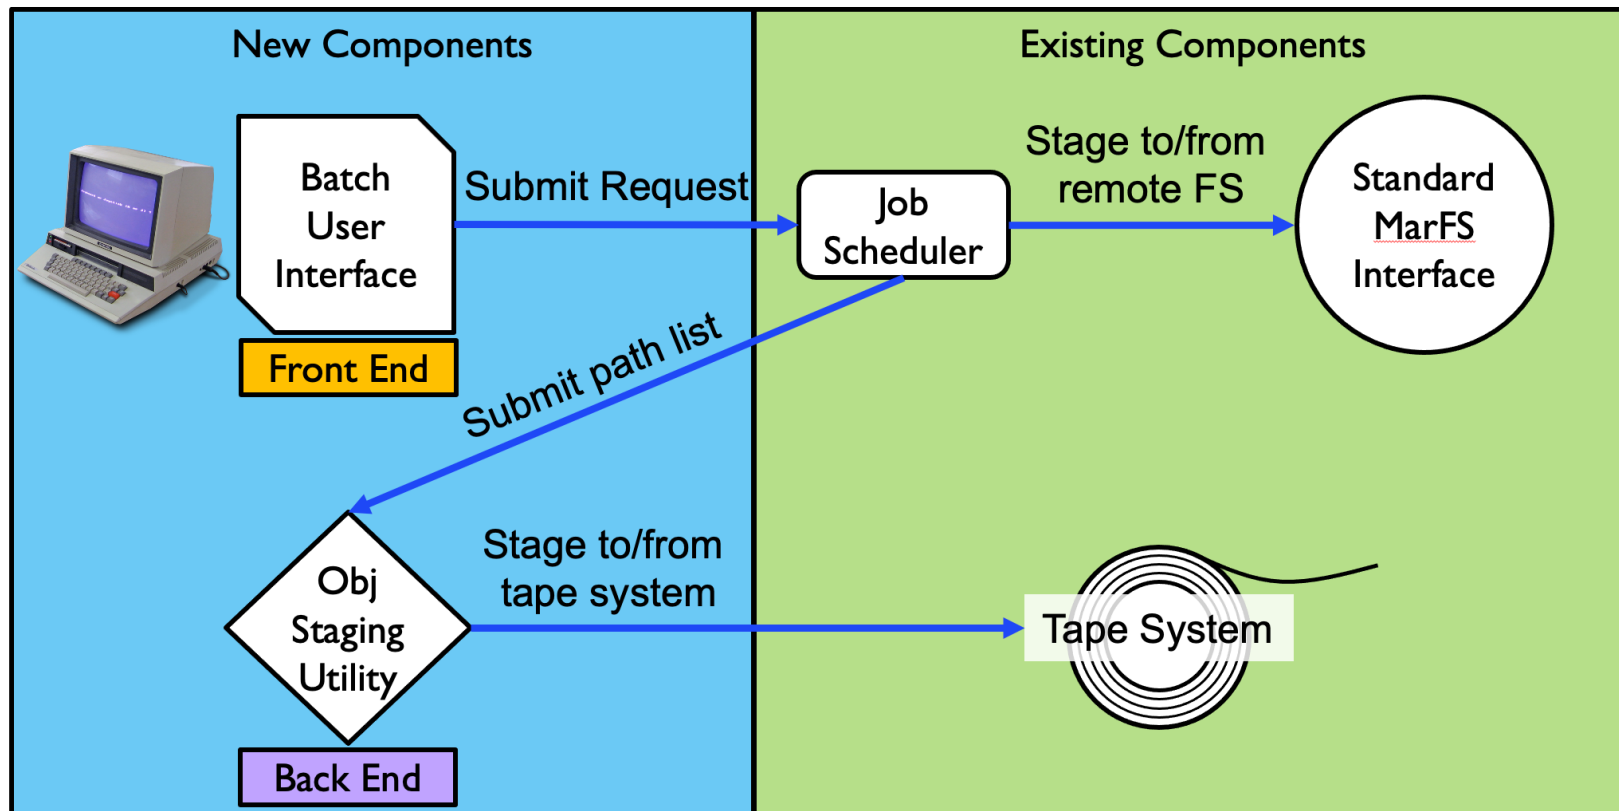 New Components
Existing Components
Batch
User
Interface
Submit Request
Job
Scheduler
Stage to/from
remote FS
Standard
MarFS
Interface
Front End
Submit path list
Obj
Staging
Utility
Stage to/from
tape system
Tape System
Back End